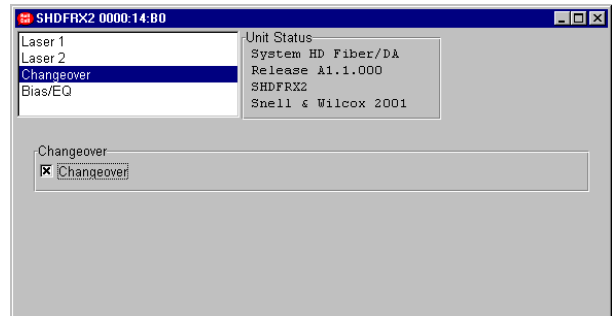 SHDFRX2 0000:14:B0
Laser 1
Laser 2
Changeover
Bias/EQ
Unit Status
System HD Fiber/DA
Release A1.1.000
SHDFRX2
Snell & Wilcox 2001
Changeover
Changeover